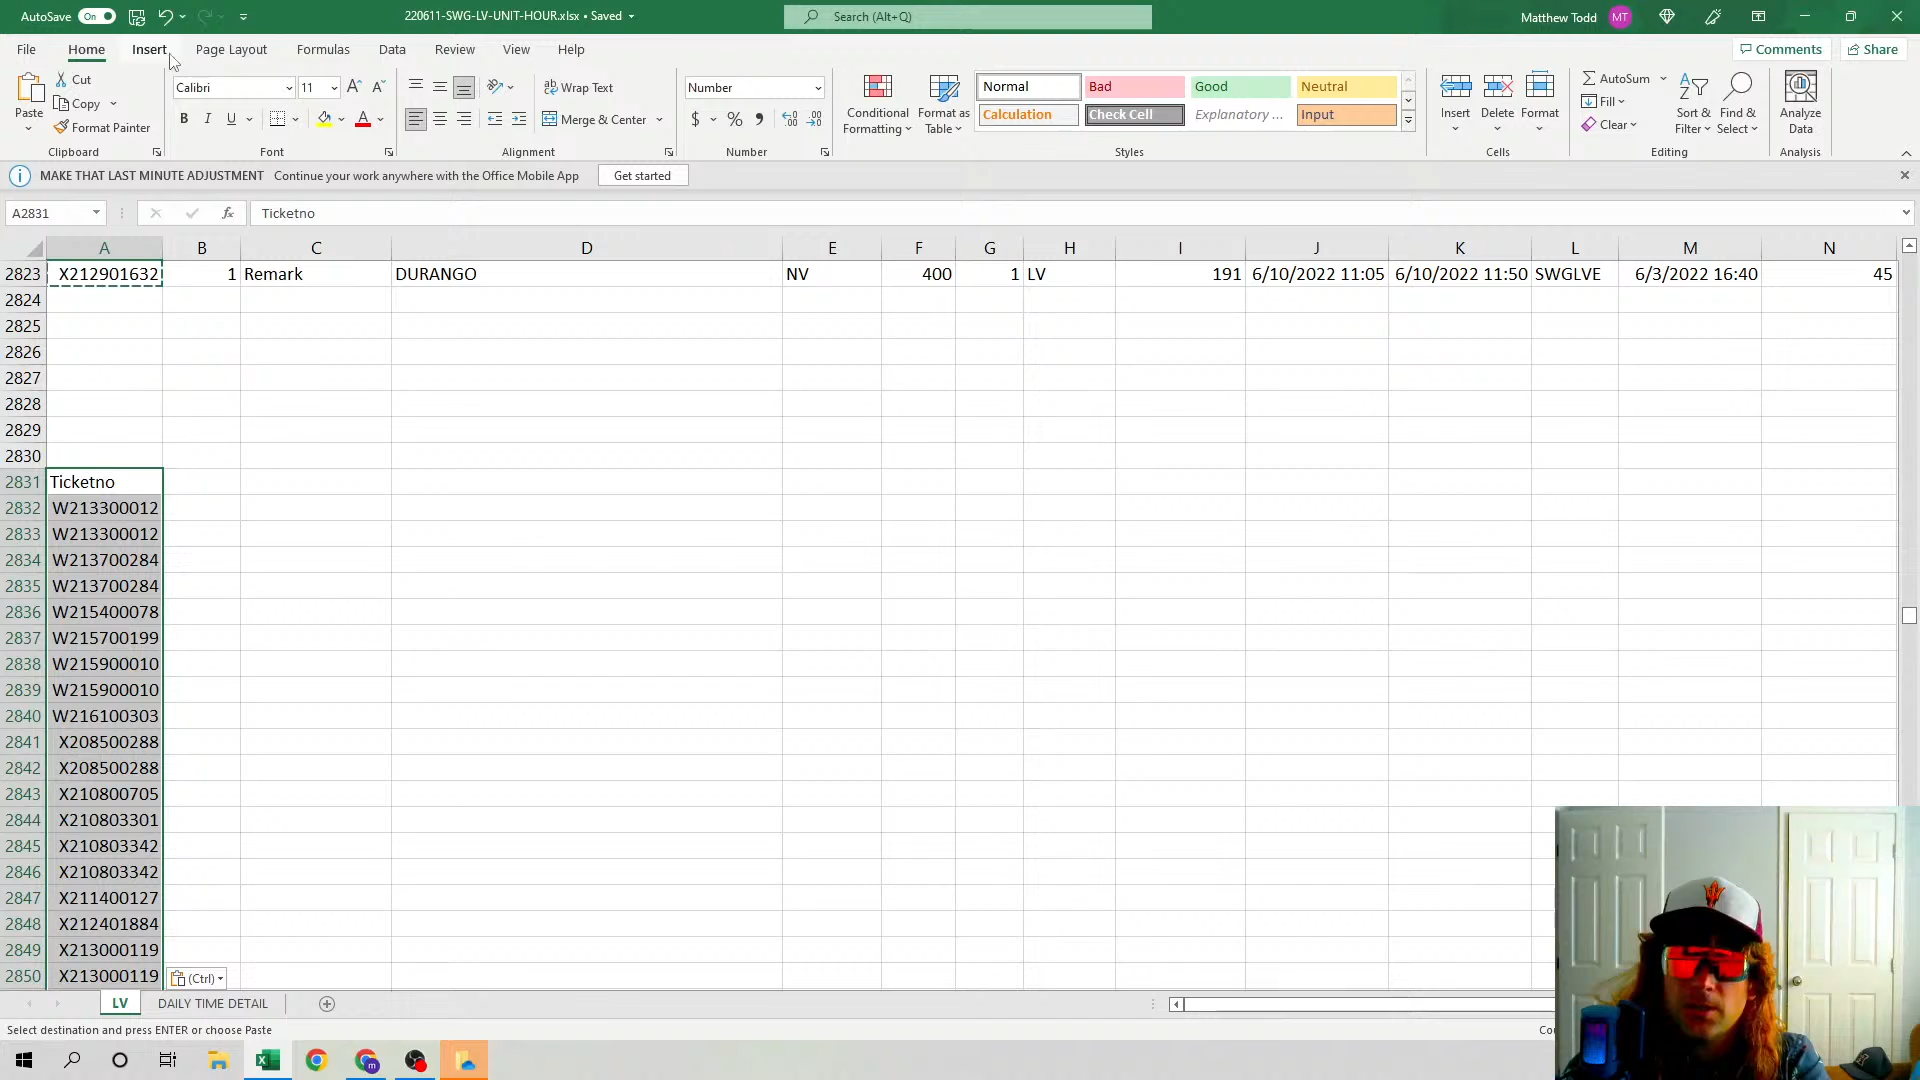 AutoSave On 220611-SWG-LV-UNIT-HOUR.xlsx • Saved Search (Alt+Q) Matthew Todd MT
File Home Insert Page Layout Formulas Data Review View Help Comments Share
Paste Cut Copy Format Painter Clipboard
Calibri 11 A A B I U A Font
Wrap Text Merge & Center Alignment
Number $ % Number
Conditional Formatting Format as Table Normal Bad Good Neutral
Calculation Check Cell Explanatory ... Input Styles
Insert Delete Format Cells
AutoSum Fill Clear Sort & Filter Find & Select Editing
Analyze Data Analysis
MAKE THAT LAST MINUTE ADJUSTMENT Continue your work anywhere with the Office Mobile App Get started
A2831 fx Ticketno
A B C D E F G H I J K L M N
2823 X212901632 1 Remark DURANGO NV 400 1 LV 191 6/10/2022 11:05 6/10/2022 11:50 SWGLVE 6/3/2022 16:40 45
2824
2825
2826
2827
2828
2829
2830
2831 Ticketno
2832 W213300012
2833 W213300012
2834 W213700284
2835 W213700284
2836 W215400078
2837 W215700199
2838 W215900010
2839 W215900010
2840 W216100303
2841 X208500288
2842 X208500288
2843 X210800705
2844 X210803301
2845 X210803342
2846 X210803342
2847 X211400127
2848 X212401884
2849 X213000119
2850 X213000119 (Ctrl)
LV DAILY TIME DETAIL
Select destination and press ENTER or choose Paste